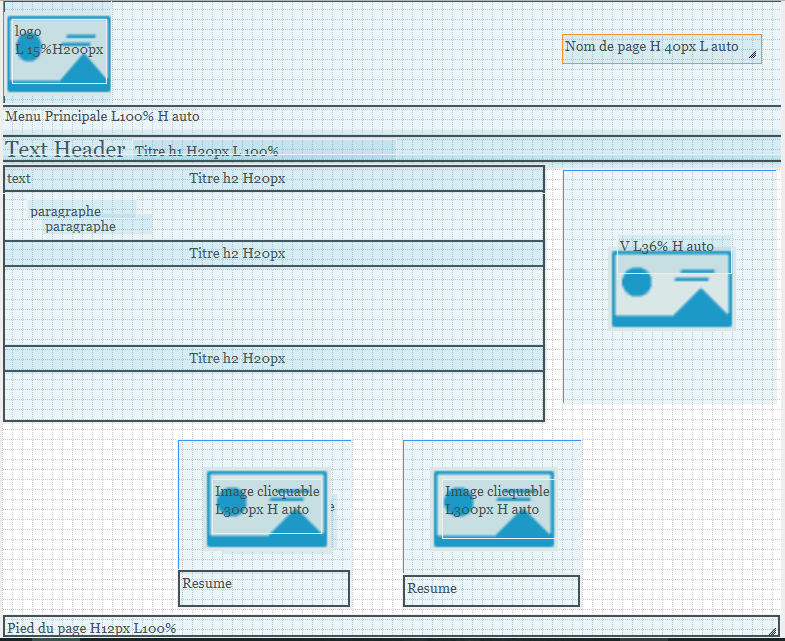 logo
L 15%H200px
Nom de page H 40px L auto
Menu Principale L100% H auto
Text Header
Titre h1 H20px L 100%
text
Titre h2 H20px
paragraphe
paragraphe
Titre h2 H20px
V L36% H auto
Titre h2 H20px
Image clicquable
L300px H auto
e
Image clicquable
L300px H auto
Resume
Resume
Pied du page H12px L100%